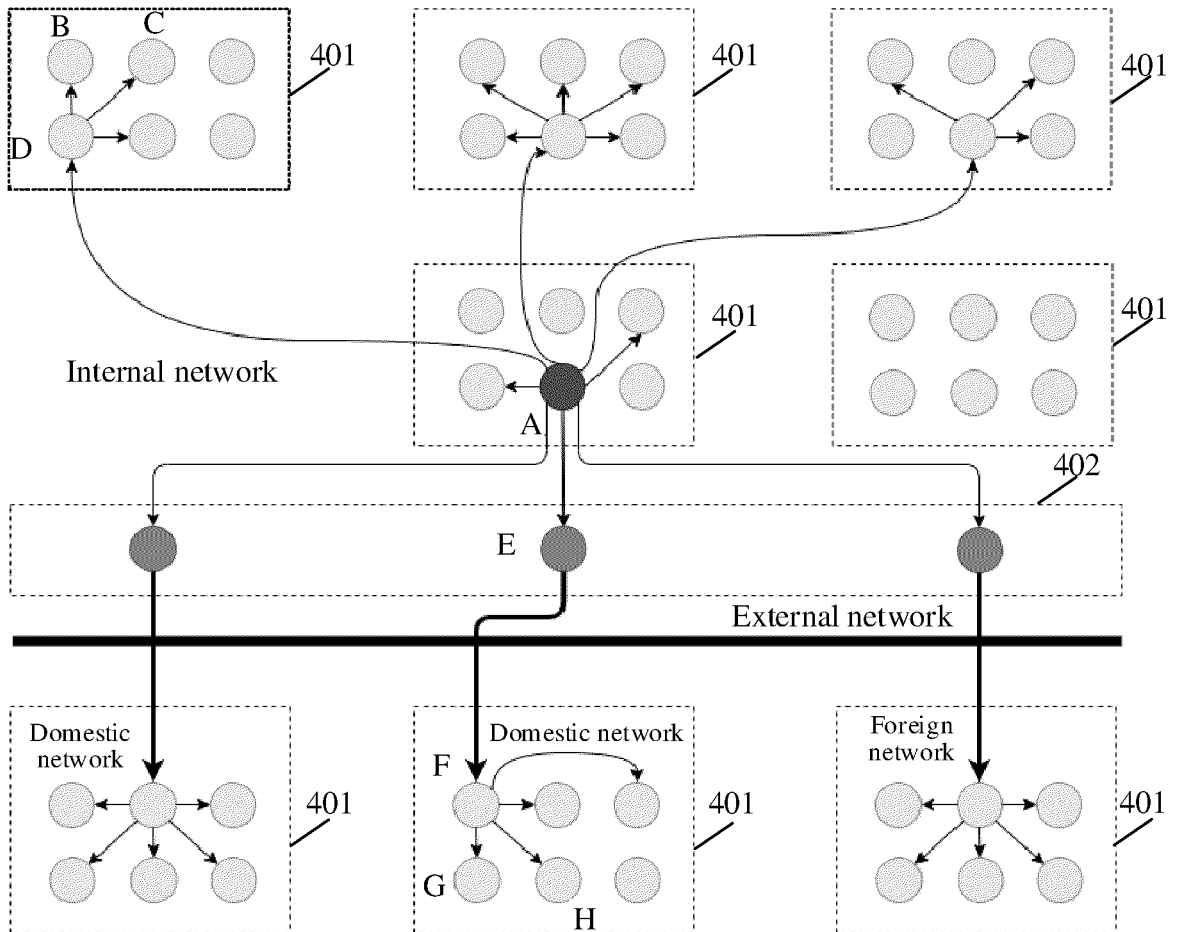 B
C
401
401
401
D
401
401
Internal network
A
402
E
External network
Domestic
network
Domestic network
Foreign
network
F
401
401
401
G
H